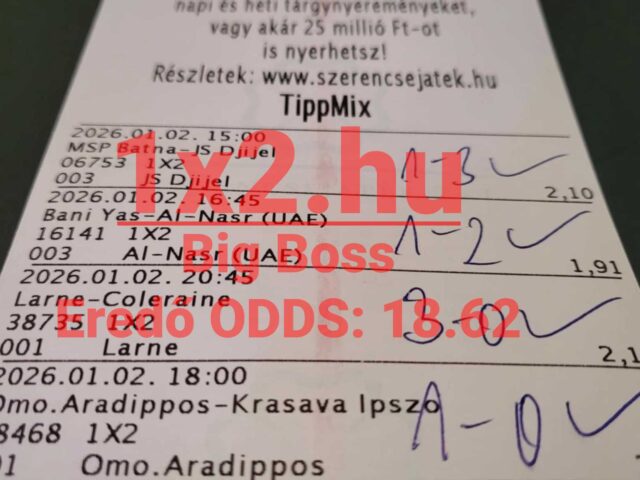 napi és heti tárgynyereményeket,
vagy akár 25 millió Ft-ot
is nyerhetsz!
Részletek: www.szerencsejatek.hu
TippMix
2026.01.02. 15:00
MSP Batna-JS Djijel
06753 1X2
003 JS Djijel 2,10
1-3 ✓
1x2.hu
2026.01.02. 16:45
Bani Yas-Al-Nasr (UAE)
16141 1X2
003 Al-Nasr (UAE) 1,91
1-2 ✓
Big Boss
2026.01.02. 20:45
Larne-Coleraine
38735 1X2
001 Larne 2,1
3-0 ✓
Eredő ODDS: 18.62
2026.01.02. 18:00
Omo.Aradippos-Krasava Ipszo
8468 1X2
01 Omo.Aradippos
1-0 ✓